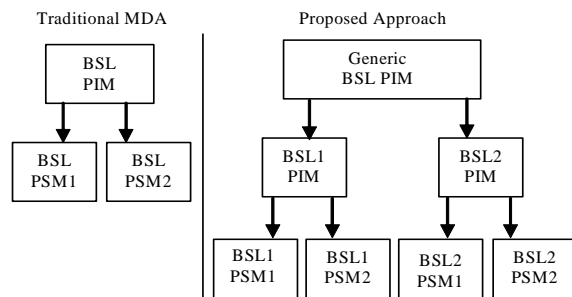 Traditional MDA
BSL
PIM
BSL
PSM1
BSL
PSM2
Proposed Approach
Generic
BSL PIM
BSL1
PIM
BSL2
PIM
BSL1
PSM1
BSL1
PSM2
BSL2
PSM1
BSL2
PSM2